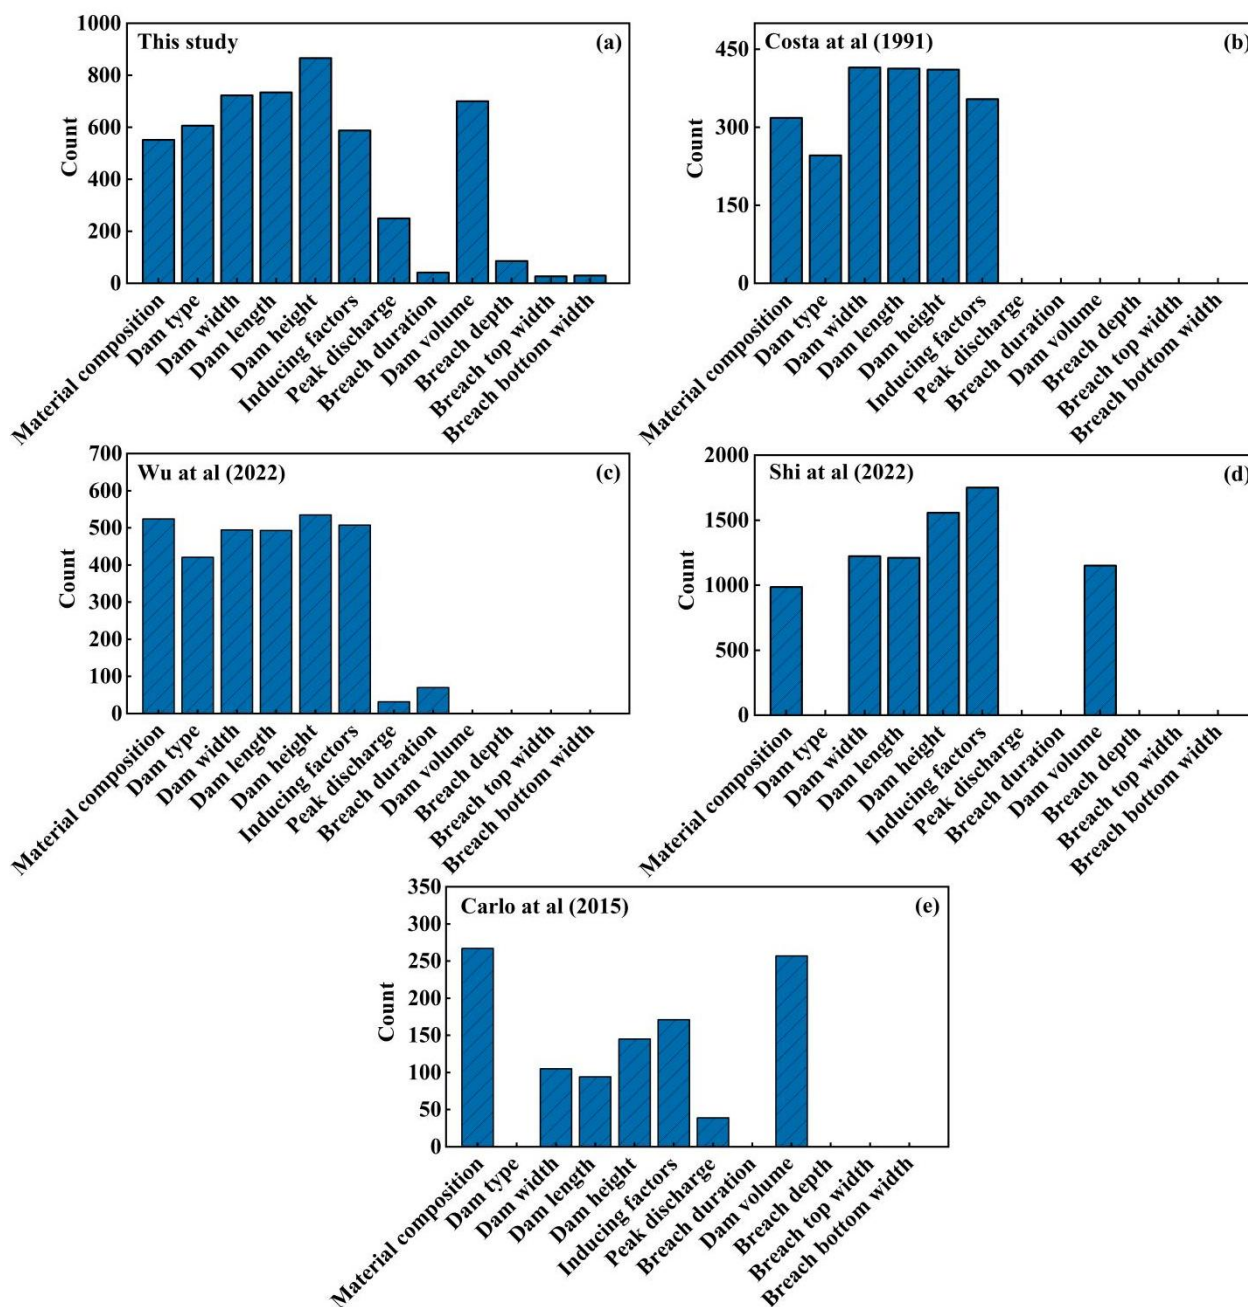 This study
(a)
1000
800
600
400
200
0
Count
Material composition
Dam type
Dam width
Dam length
Dam height
Inducing factors
Peak discharge
Breach duration
Dam volume
Breach depth
Breach top width
Breach bottom width
Costa at al (1991)
(b)
450
300
150
0
Count
Material composition
Dam type
Dam width
Dam length
Dam height
Inducing factors
Peak discharge
Breach duration
Dam volume
Breach depth
Breach top width
Breach bottom width
Wu at al (2022)
(c)
700
600
500
400
300
200
100
0
Count
Material composition
Dam type
Dam width
Dam length
Dam height
Inducing factors
Peak discharge
Breach duration
Dam volume
Breach depth
Breach top width
Breach bottom width
Shi at al (2022)
(d)
2000
1500
1000
500
0
Count
Material composition
Dam type
Dam width
Dam length
Dam height
Inducing factors
Peak discharge
Breach duration
Dam volume
Breach depth
Breach top width
Breach bottom width
Carlo at al (2015)
(e)
350
300
250
200
150
100
50
0
Count
Material composition
Dam type
Dam width
Dam length
Dam height
Inducing factors
Peak discharge
Breach duration
Dam volume
Breach depth
Breach top width
Breach bottom width